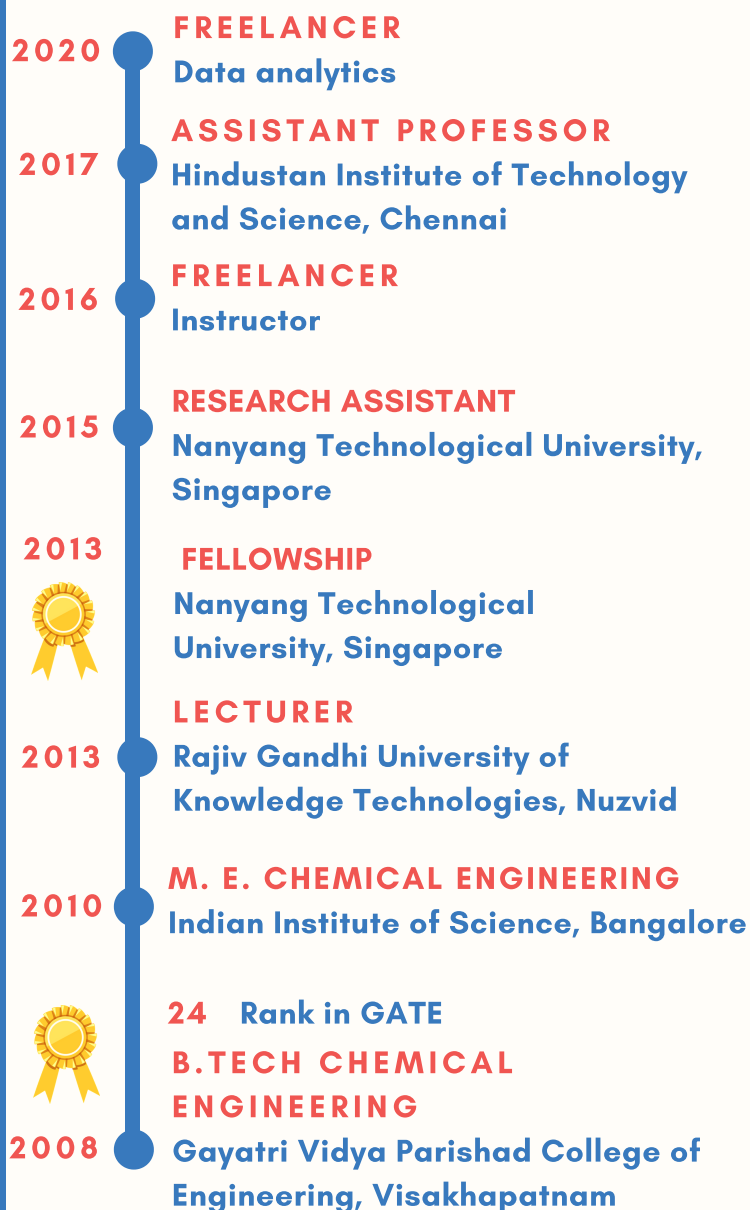 2020
FREELANCER
Data analytics
2017
ASSISTANT PROFESSOR
Hindustan Institute of Technology
and Science, Chennai
2016
FREELANCER
Instructor
2015
RESEARCH ASSISTANT
Nanyang Technological University,
Singapore
2013
FELLOWSHIP
Nanyang Technological
University, Singapore
2013
LECTURER
Rajiv Gandhi University of
Knowledge Technologies, Nuzvid
2010
M. E. CHEMICAL ENGINEERING
Indian Institute of Science, Bangalore
24 Rank in GATE
2008
B.TECH CHEMICAL
ENGINEERING
Gayatri Vidya Parishad College of
Engineering, Visakhapatnam